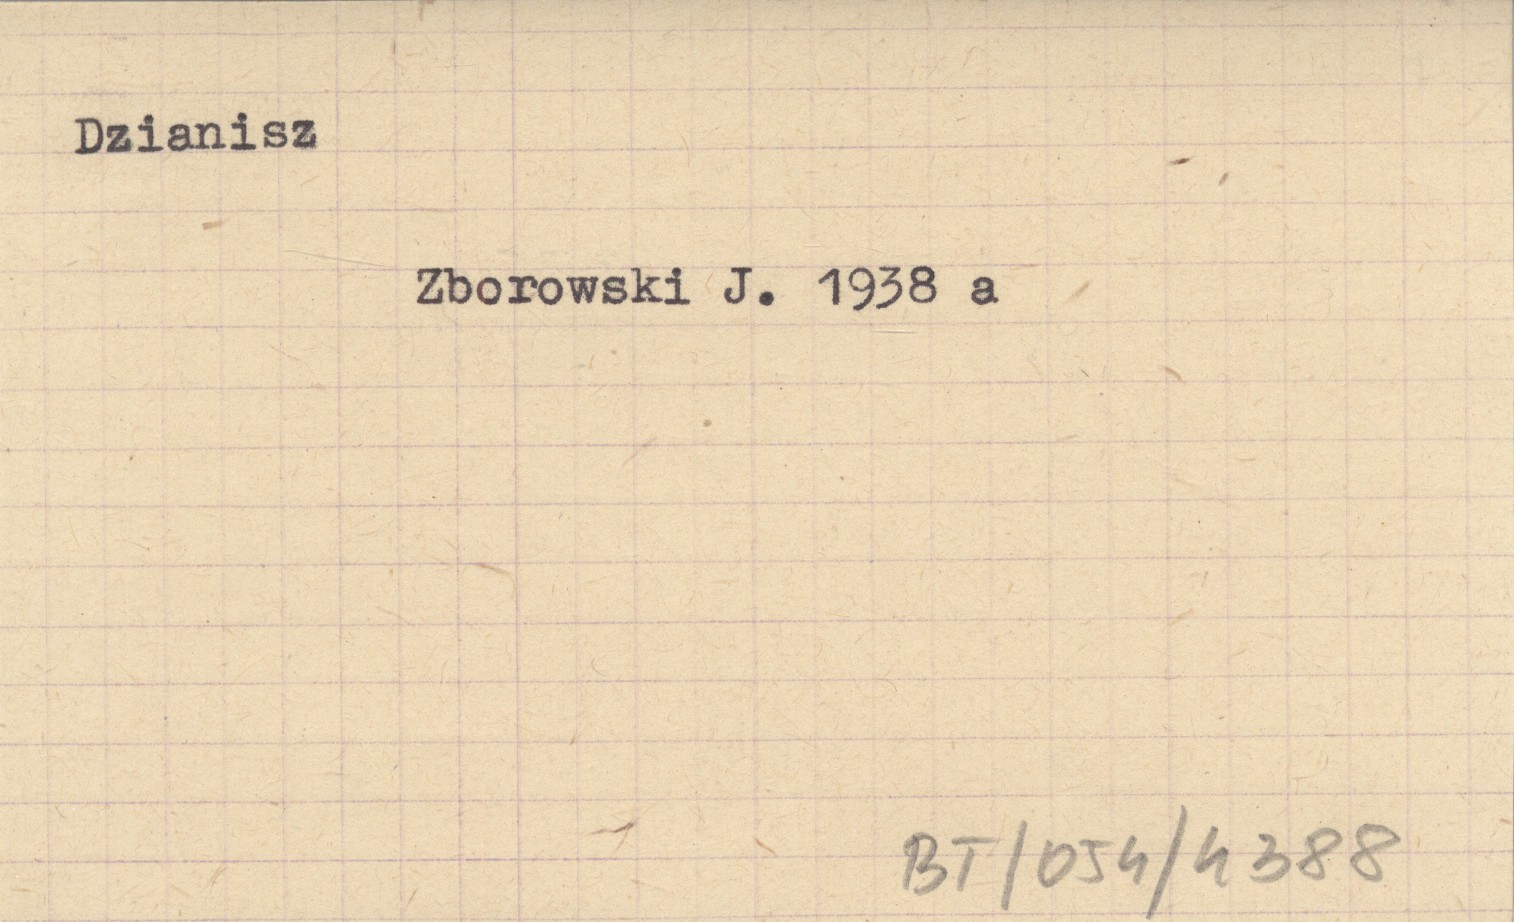 Dzianisz
Zborowski J. 1938 a
BT/054/4388